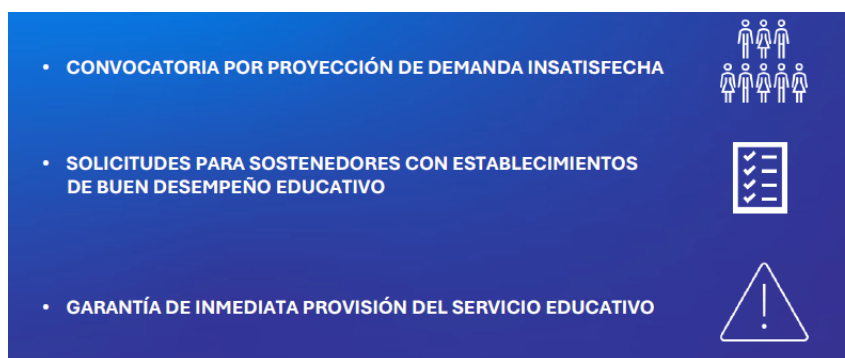 • CONVOCATORIA POR PROYECCIÓN DE DEMANDA INSATISFECHA
• SOLICITUDES PARA SOSTENEDORES CON ESTABLECIMIENTOS
DE BUEN DESEMPEÑO EDUCATIVO
• GARANTÍA DE INMEDIATA PROVISIÓN DEL SERVICIO EDUCATIVO